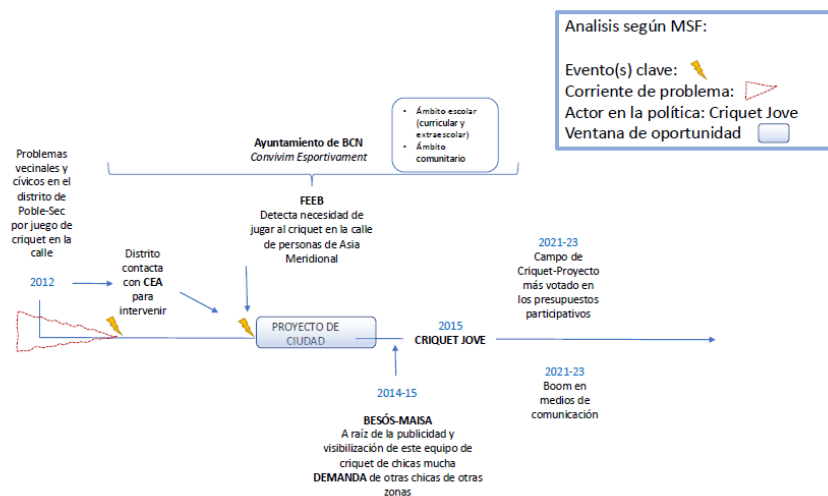 Analisis según MSF:
Evento(s) clave:
Corriente de problema:
Actor en la política: Criquet Jove
Ventana de oportunidad
Ámbito escolar
(curricular y
extraescolar)
Ámbito
comunitario
Ayuntamiento de BCN
Convivim Esportivament
Problemas
vecinales y
cívicos en el
distrito de
Poble-Sec
por juego de
criquet en la
calle
FEEB
Detecta necesidad de
jugar al criquet en la calle
de personas de Asia
Meridional
Distrito
contacta
con CEA
para
intervenir
2012
2021-23
Campo de
Criquet-Proyecto
más votado en
los presupuestos
participativos
PROYECTO DE
CIUDAD
2015
CRIQUET JOVE
2014-15
BESÓS-MAISA
A raíz de la publicidad y
visibilización de este equipo de
criquet de chicas mucha
DEMANDA de otras chicas de otras
zonas
2021-23
Boom en
medios de
comunicación